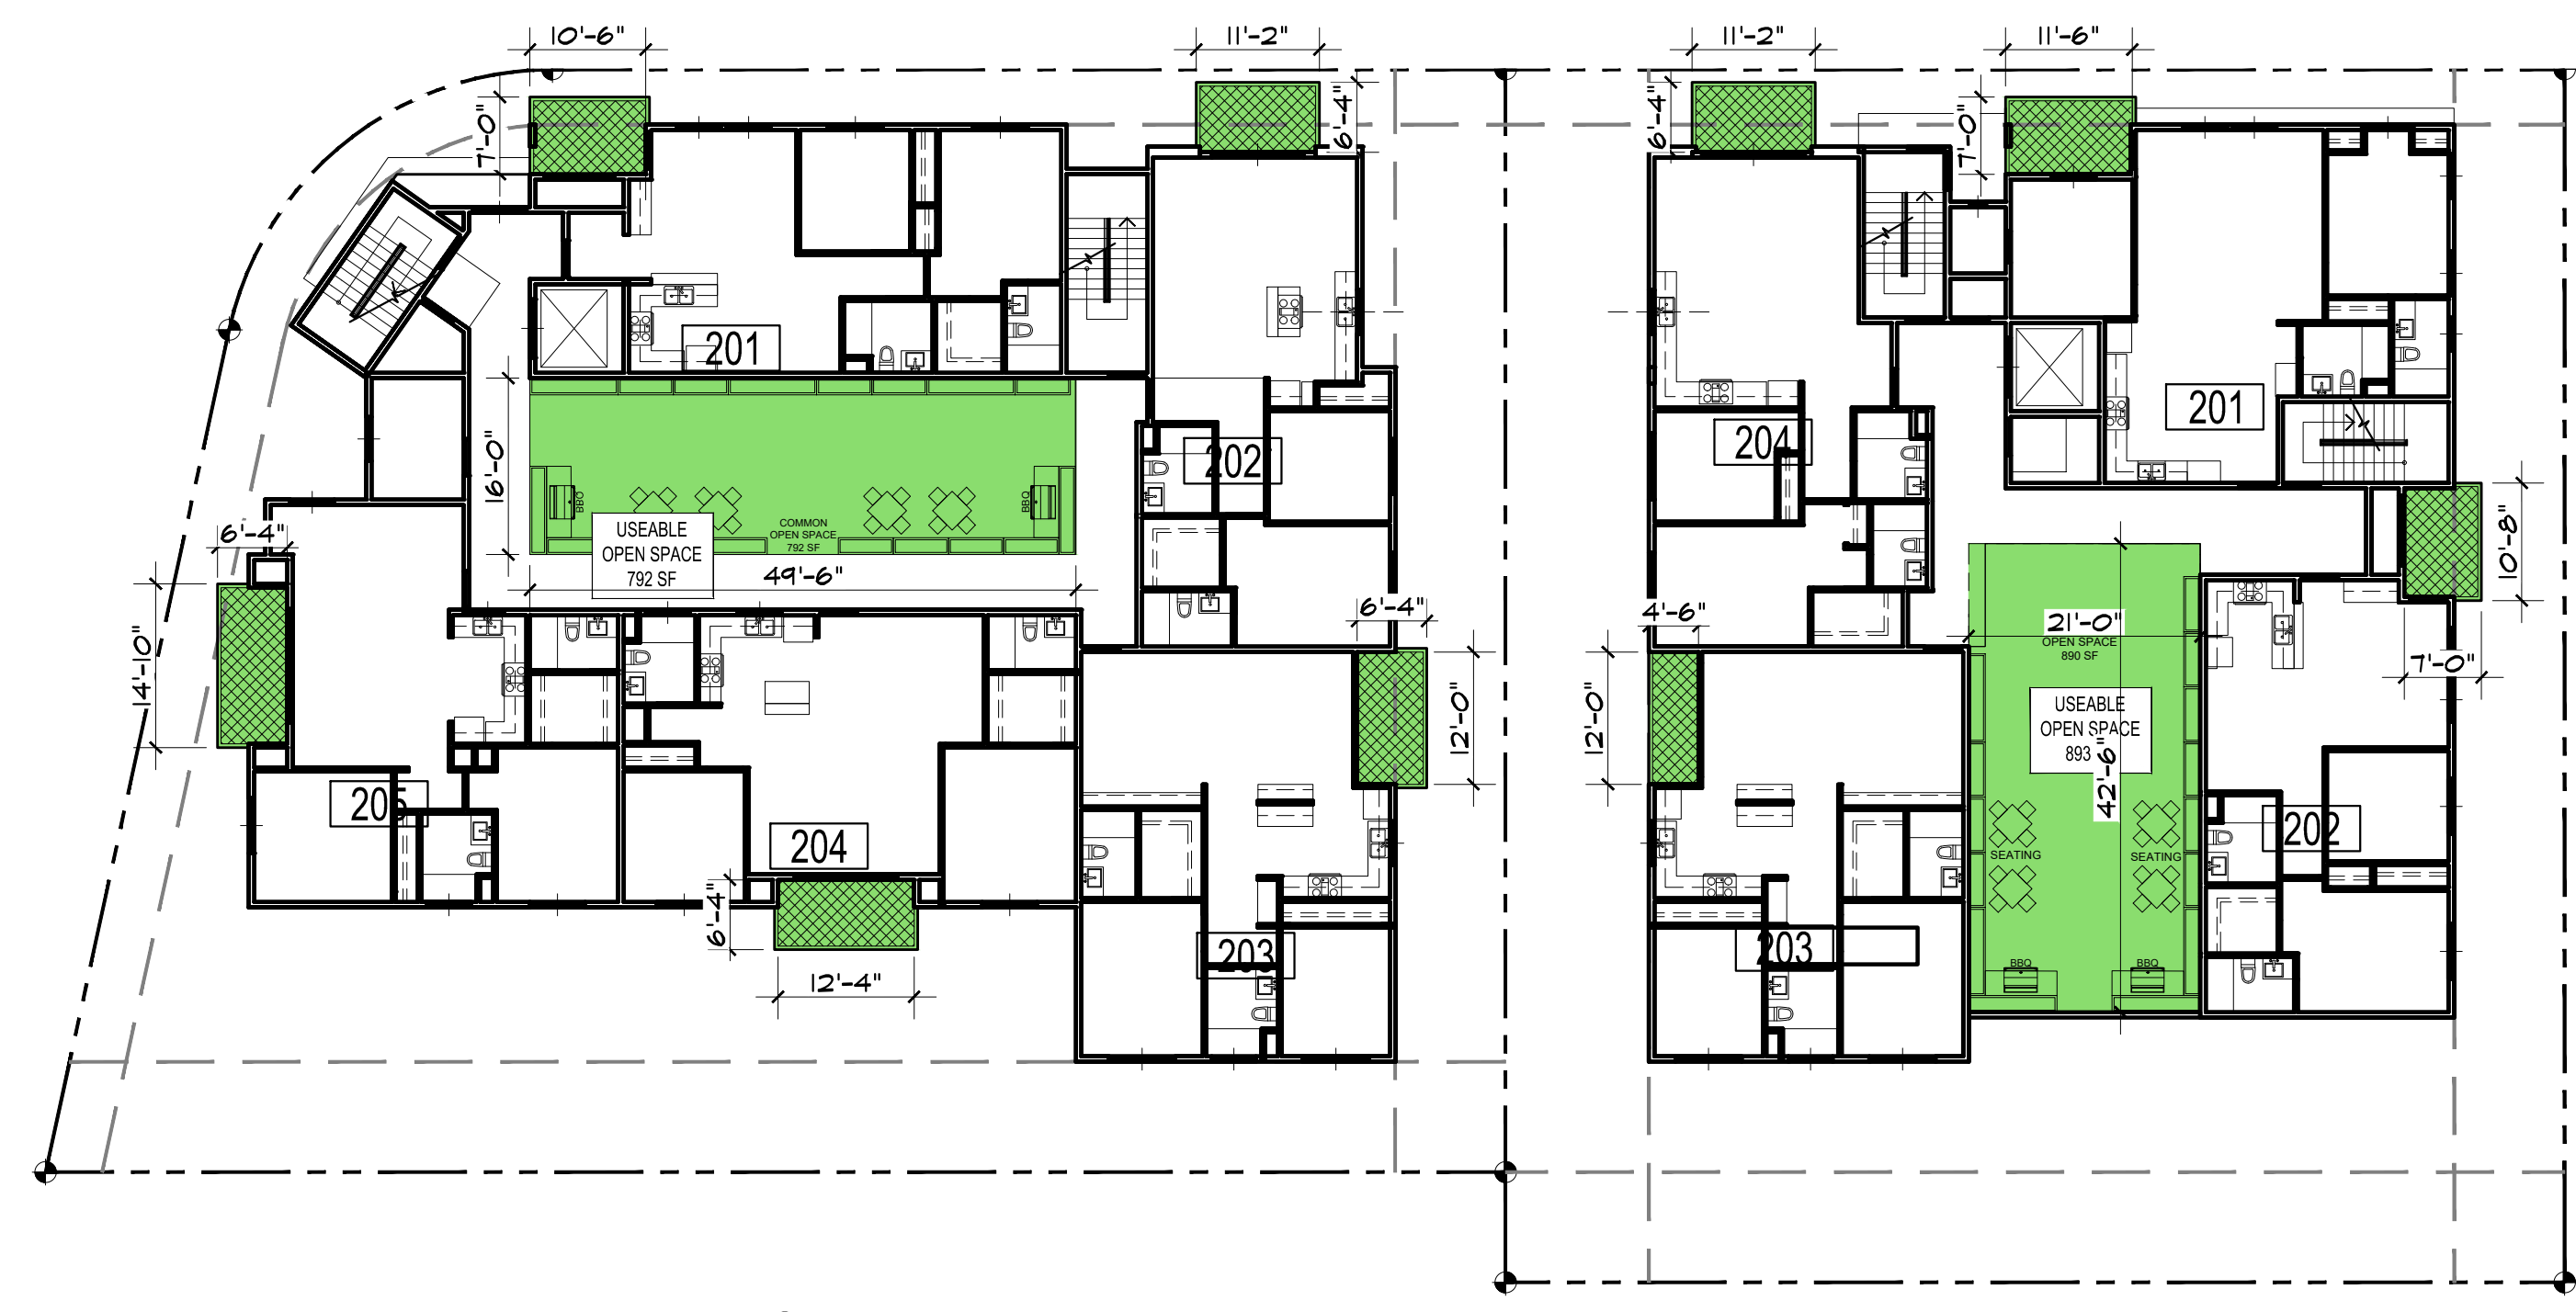 10'-6"
11'-2"
11'-2"
11'-6"
7'-0"
6'-4"
6'-4"
7'-0"
201
201
204
202
16'-0"
BBQ
BBQ
USEABLE
OPEN SPACE
792 SF
COMMON
OPEN SPACE
792 SF
49'-6"
6'-4"
14'-10"
10'-8"
6'-4"
4'-6"
12'-0"
12'-0"
21'-0"
OPEN SPACE
890 SF
7'-0"
USEABLE
OPEN SPACE
893
42'-6"
205
204
202
SEATING
SEATING
6'-4"
12'-4"
203
203
BBQ
BBQ